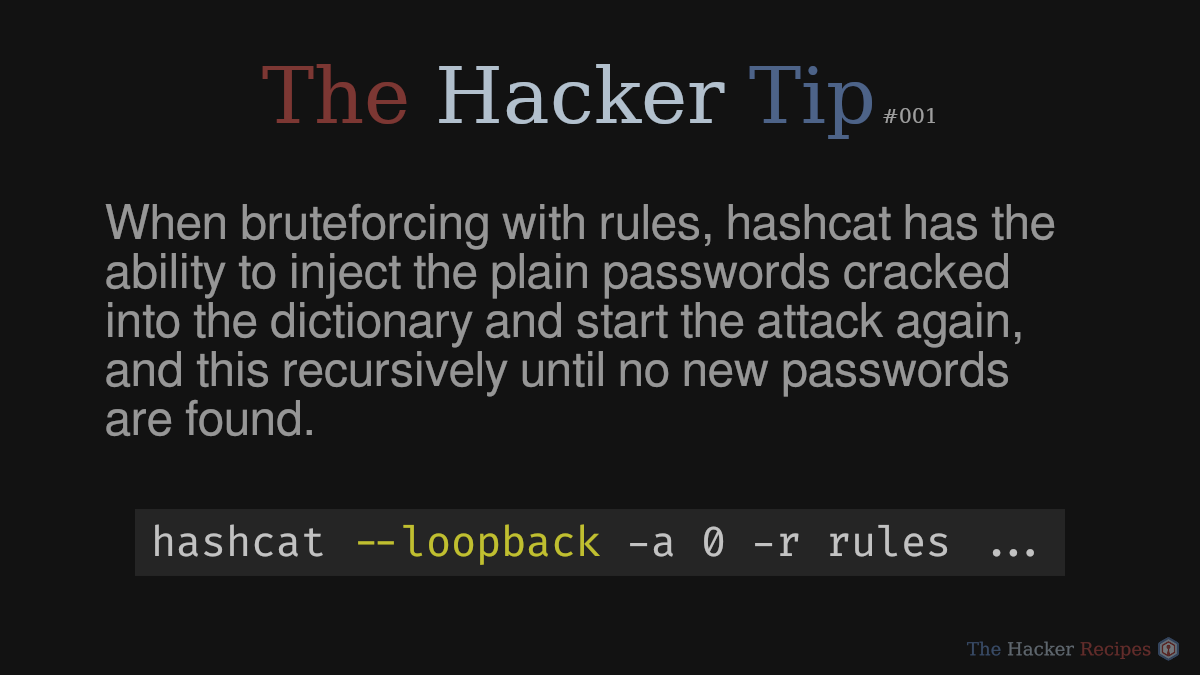 The Hacker Tip #001
When bruteforcing with rules, hashcat has the
ability to inject the plain passwords cracked
into the dictionary and start the attack again,
and this recursively until no new passwords
are found.
hashcat --loopback -a 0 -r rules ...
The Hacker Recipes